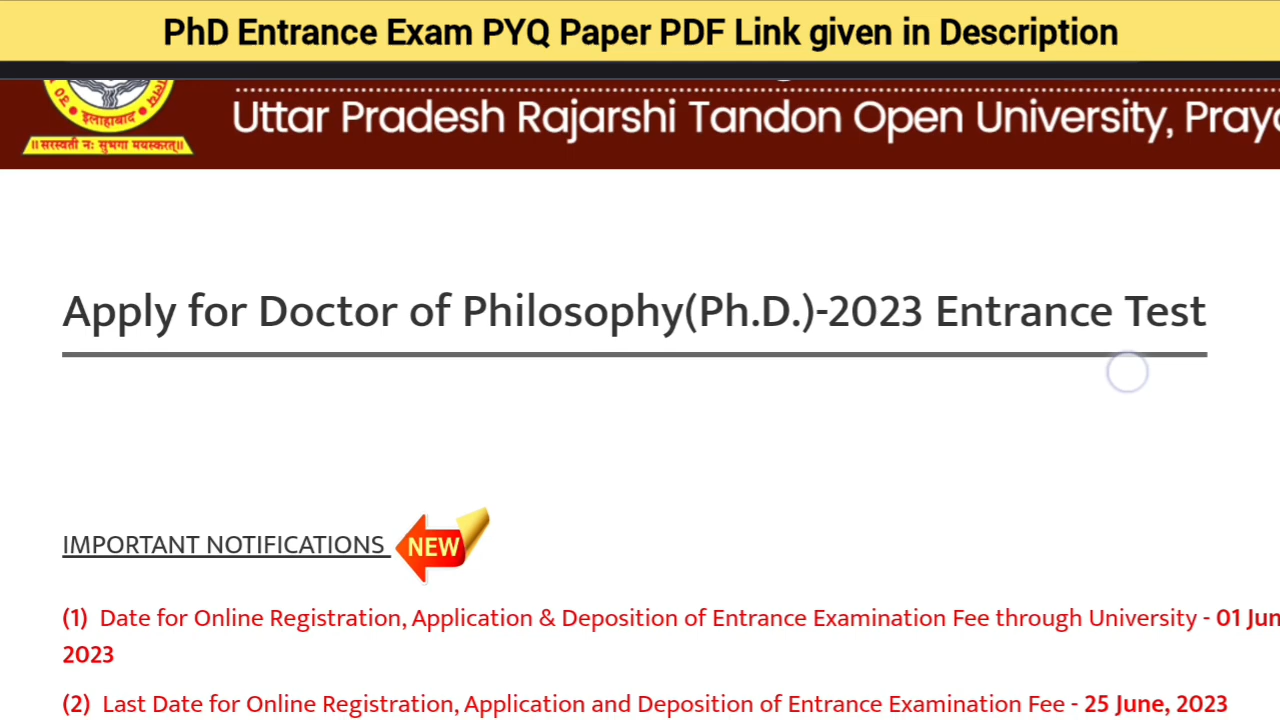 PhD Entrance Exam PYQ Paper PDF Link given in Description
इलाहाबाद
॥ सरस्वती नः सुभगा मयस्करत्॥
Uttar Pradesh Rajarshi Tandon Open University,
Apply for Doctor of Philosophy(Ph.D.)-2023 Entrance Test
IMPORTANT NOTIFICATIONS NEW
(1) Date for Online Registration, Application & Deposition of Entrance Examination Fee through University - 01
2023
(2) Last Date for Online Registration, Application and Deposition of Entrance Examination Fee - 25 June, 2023